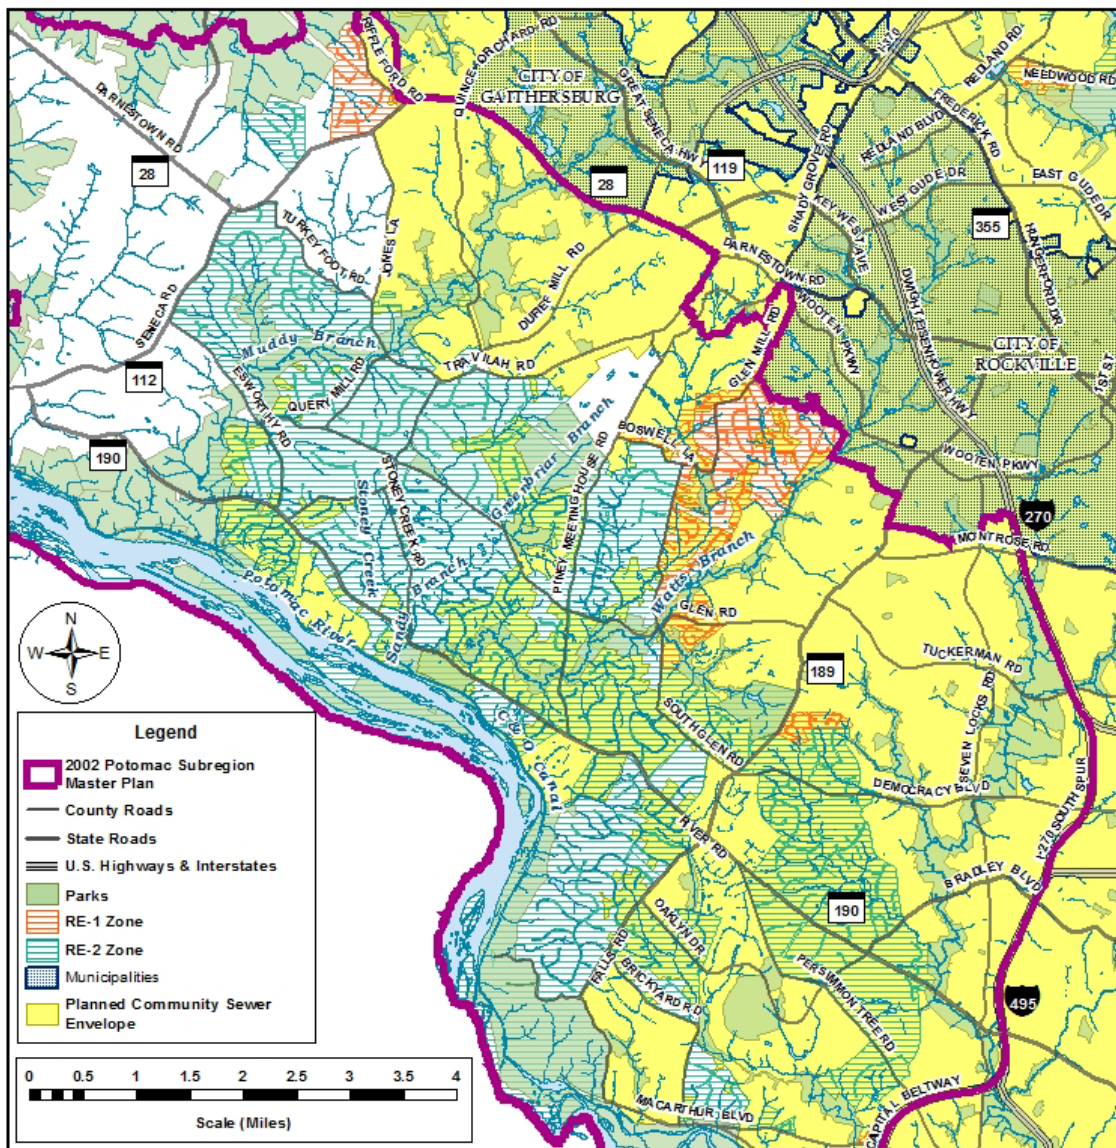 RIFFLE FORD RD
QUINCE ORCHARD RD
I-370
REDLAND RD
NEEDWOOD RD
CITY OF
GAITHERSBURG
GREAT SENECA HWY
FREDERICK RD
DARNESTOWN RD
REDLAND BLVD
28
28
119
SHADY GROVE RD
KEY WEST AVE
WEST GUDE DR
EAST GUDE DR
355
HUNGERFORD DR
TURKEY FOOT RD
JONES LA
DARNESTOWN RD
DUFIEF MILL RD
WOOTEN PKWY
DWIGHT EISENHOWER HWY
SENECA RD
Muddy Branch
TRAVILAH RD
GLEN MILL RD
CITY OF
ROCKVILLE
1ST ST
112
ESWORTHY RD
QUERY MILL RD
190
BOSWELL LA
WOOTEN PKWY
STONEY CREEK RD
Stoney Creek
Greenbriar Branch
PINEY MEETINGHOUSE RD
270
MONTROSE RD
Sandy Branch
Watts Branch
Potomac River
GLEN RD
N
W
E
S
TUCKERMAN RD
189
SEVEN LOCKS RD
C & O Canal
SOUTH GLEN RD
DEMOCRACY BLVD
I-270 SOUTH SPUR
RIVER RD
BRADLEY BLVD
190
OAKLYN DR
FALLS RD
BRICKYARD RD
PERSIMMON TREE RD
495
MACARTHUR BLVD
CAPITAL BELTWAY
Legend
2002 Potomac Subregion
Master Plan
County Roads
State Roads
U.S. Highways & Interstates
Parks
RE-1 Zone
RE-2 Zone
Municipalities
Planned Community Sewer
Envelope
0 0.5 1 1.5 2 2.5 3 3.5 4
Scale (Miles)